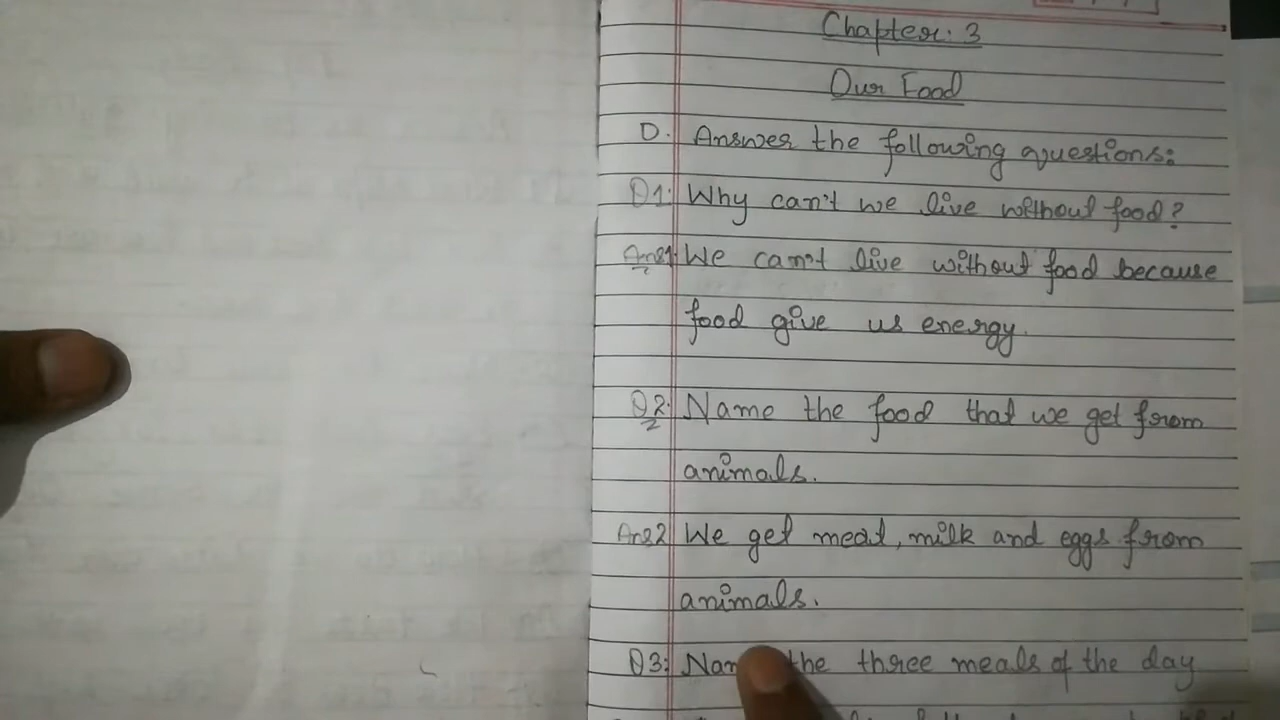 Chapter: 3
Our Food
D. Answer the following questions:
Q1: Why can't we live without food?
Ans1: We can't live without food because
food give us energy.
Q2: Name the food that we get from
animals.
Ans2 We get meat, milk and eggs from
animals.
Q3: the three meals of the day